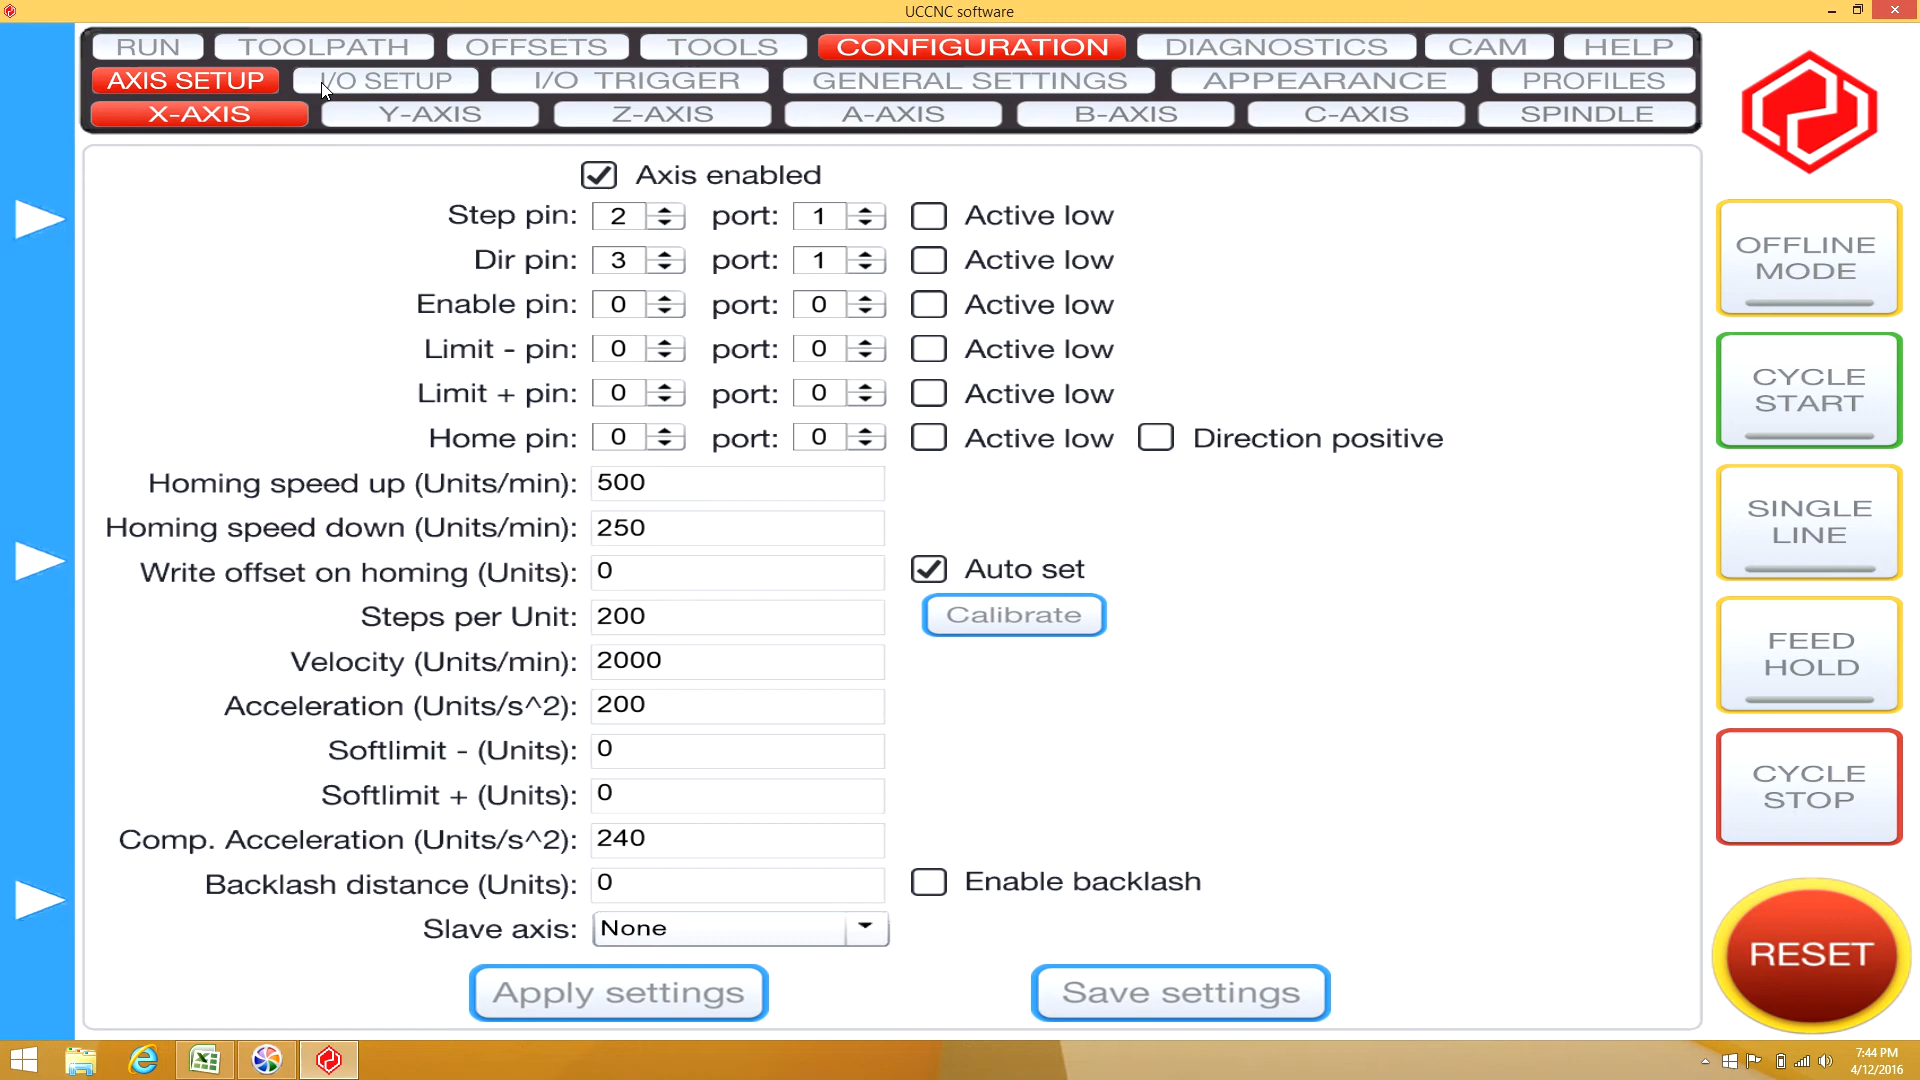 UCCNC software
RUN TOOLPATH OFFSETS TOOLS CONFIGURATION DIAGNOSTICS CAM HELP
AXIS SETUP I/O SETUP I/O TRIGGER GENERAL SETTINGS APPEARANCE PROFILES
X-AXIS Y-AXIS Z-AXIS A-AXIS B-AXIS C-AXIS SPINDLE
Axis enabled
Step pin: 2 port: 1 Active low
Dir pin: 3 port: 1 Active low
Enable pin: 0 port: 0 Active low
Limit - pin: 0 port: 0 Active low
Limit + pin: 0 port: 0 Active low
Home pin: 0 port: 0 Active low Direction positive
Homing speed up (Units/min): 500
Homing speed down (Units/min): 250
Write offset on homing (Units): 0 Auto set
Steps per Unit: 200 Calibrate
Velocity (Units/min): 2000
Acceleration (Units/s^2): 200
Softlimit - (Units): 0
Softlimit + (Units): 0
Comp. Acceleration (Units/s^2): 240
Backlash distance (Units): 0 Enable backlash
Slave axis: None
Apply settings Save settings
OFFLINE
MODE
CYCLE
START
SINGLE
LINE
FEED
HOLD
CYCLE
STOP
RESET
7:44 PM
4/12/2016